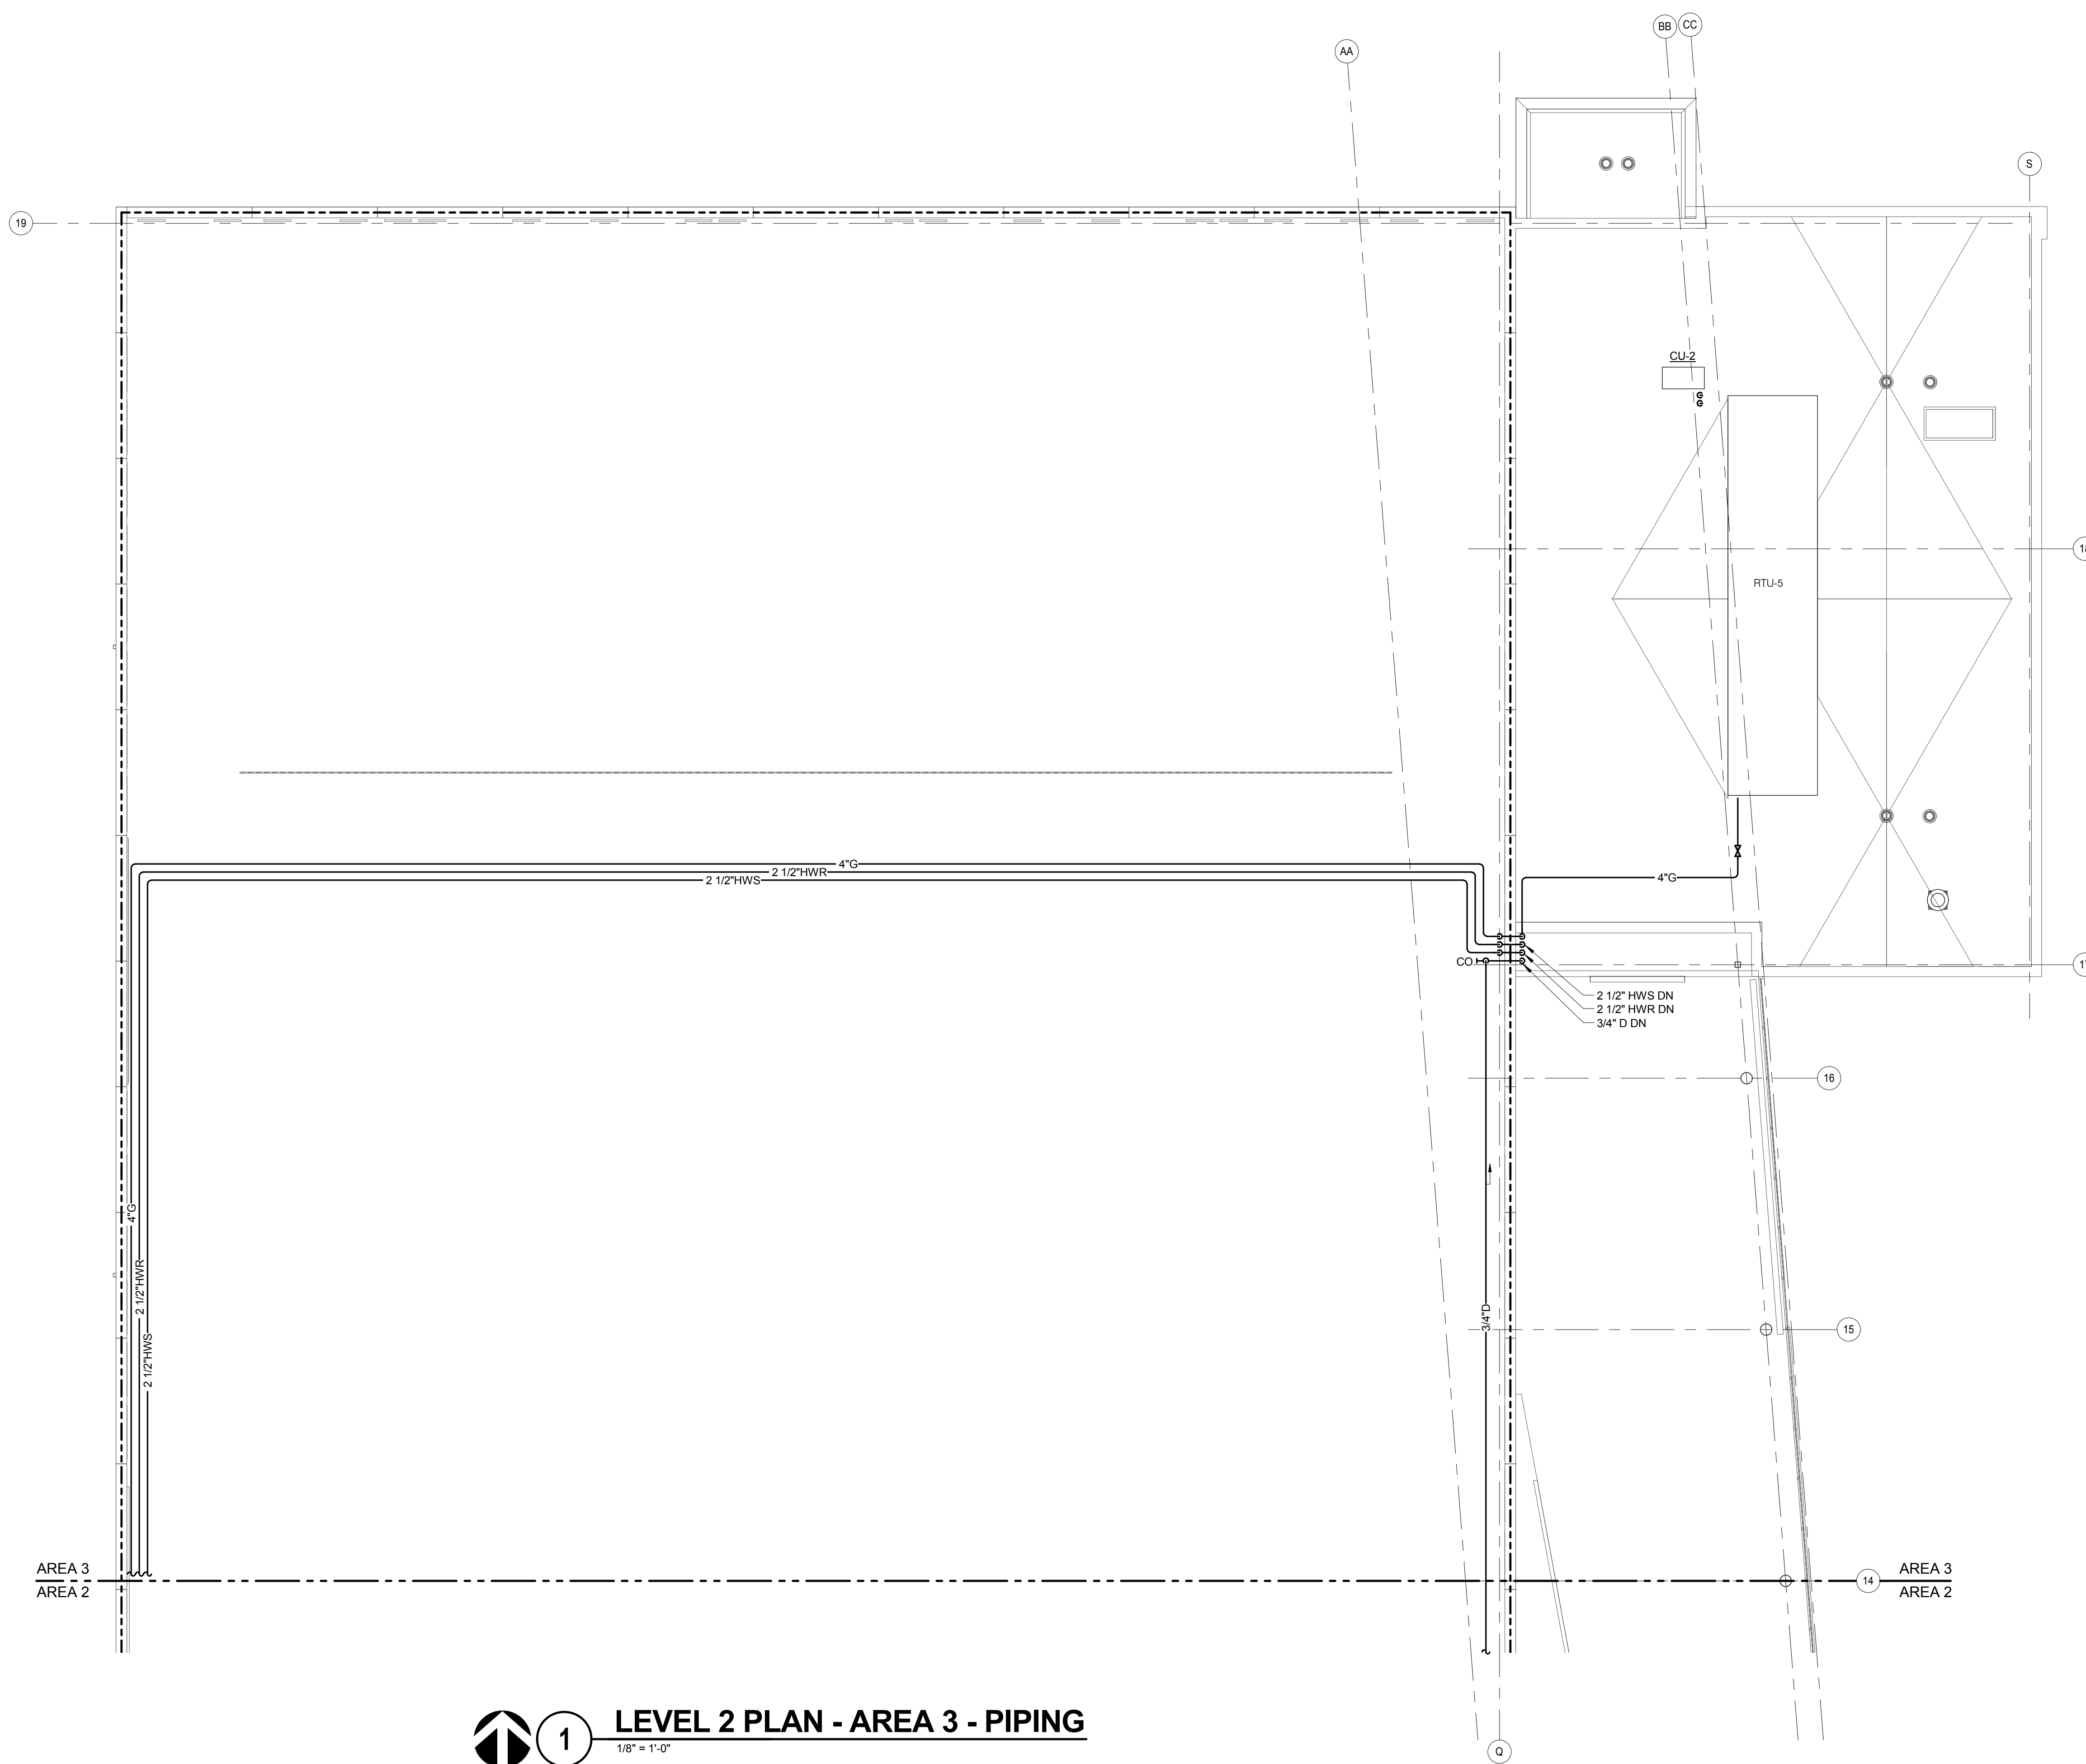 AA
BB
CC
S
19
CU-2
18
RTU-5
4"G
2 1/2"HWR
2 1/2"HWS
4"G
CO
17
2 1/2" HWS DN
2 1/2" HWR DN
3/4" D DN
16
4"G
2 1/2"HWR
2 1/2"HWS
3/4"D
15
AREA 3
AREA 2
14
AREA 3
AREA 2
1
LEVEL 2 PLAN - AREA 3 - PIPING
1/8" = 1'-0"
Q